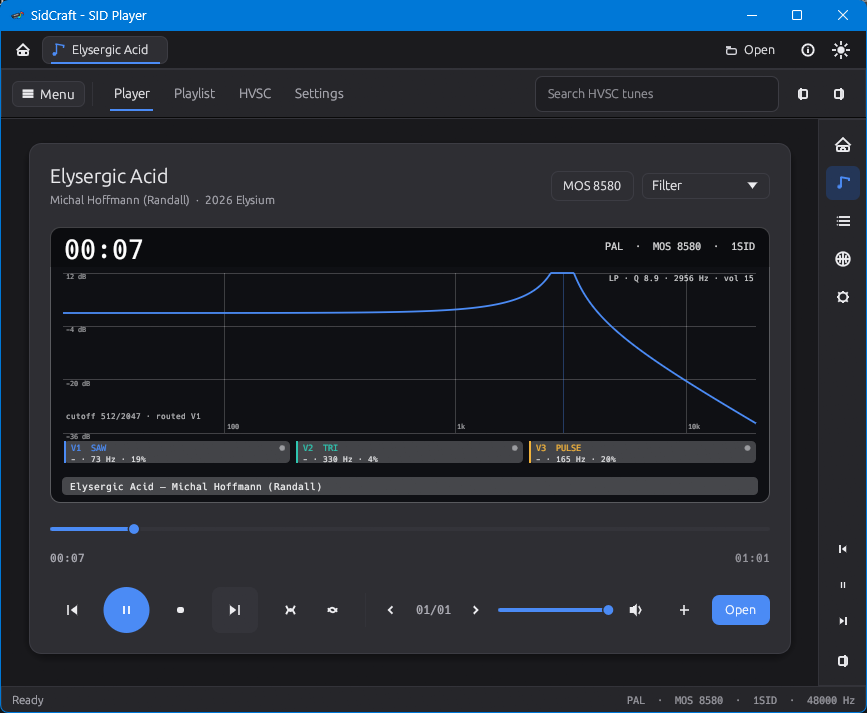 SidCraft - SID Player
Elysergic Acid
Open
Menu
Player
Playlist
HVSC
Settings
Search HVSC tunes
Elysergic Acid
Michal Hoffmann (Randall) · 2026 Elysium
MOS 8580
Filter
00:07
PAL · MOS 8580 · 1SID
12 dB
LP · Q 8.9 · 2956 Hz · vol 15
-4 dB
-20 dB
cutoff 512/2047 · routed V1
100
1k
10k
-36 dB
V1 SAW
- · 73 Hz · 19%
V2 TRI
- · 330 Hz · 4%
V3 PULSE
- · 165 Hz · 20%
Elysergic Acid — Michal Hoffmann (Randall)
00:07
01:01
01/01
Open
Ready
PAL · MOS 8580 · 1SID · 48000 Hz